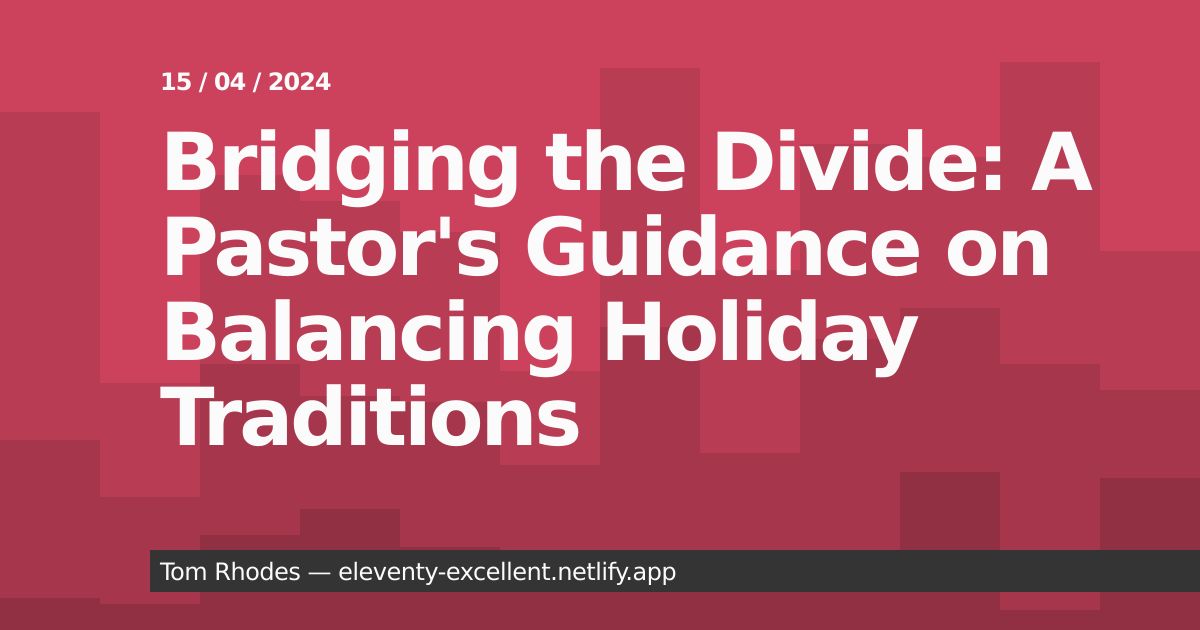 15 / 04 / 2024
Bridging the Divide: A
Pastor's Guidance on
Balancing Holiday
Traditions
Tom Rhodes — eleventy-excellent.netlify.app